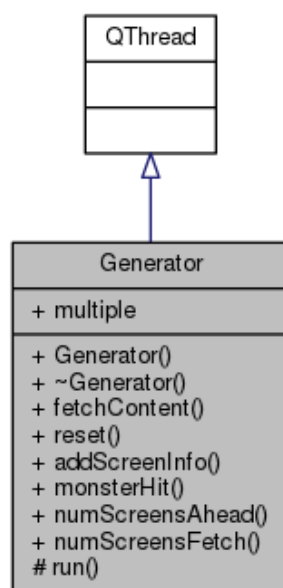 QThread
Generator
+ multiple
+ Generator()
+ ~Generator()
+ fetchContent()
+ reset()
+ addScreenInfo()
+ monsterHit()
+ numScreensAhead()
+ numScreensFetch()
# run()